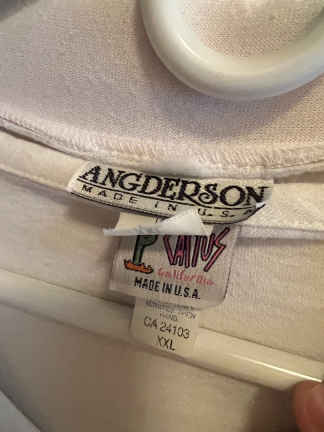 ANGDERSON
MADE IN U.S.A
CACTUS
California
MADE IN U.S.A.
CA 24103
XXL